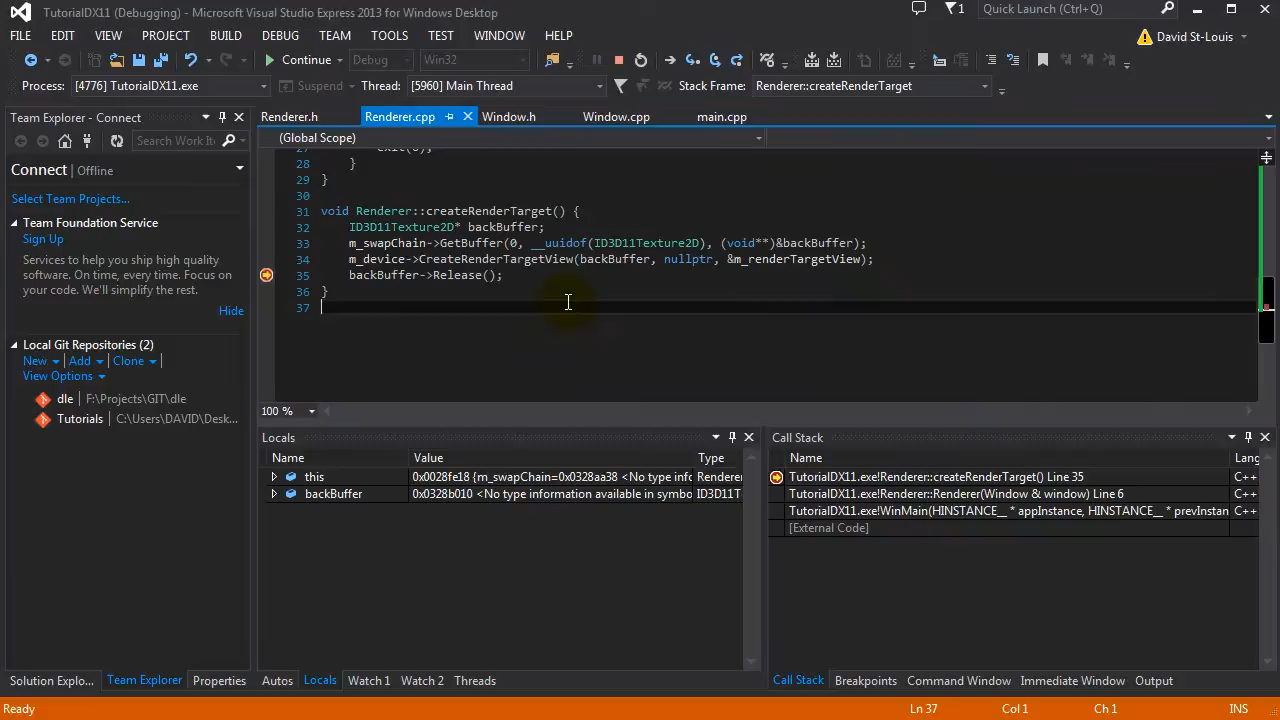 TutorialDX11 (Debugging) - Microsoft Visual Studio Express 2013 for Windows Desktop
1
Quick Launch (Ctrl+Q)
FILE EDIT VIEW PROJECT BUILD DEBUG TEAM TOOLS TEST WINDOW HELP
David St-Louis
Continue Debug Win32
Process: [4776] TutorialDX11.exe Suspend Thread: [5960] Main Thread Stack Frame: Renderer::createRenderTarget
Team Explorer - Connect
Search Work It
Connect | Offline
Select Team Projects...
Team Foundation Service
Sign Up
Services to help you ship high quality
software. On time, every time. Focus on
your code. We'll simplify the rest.
Hide
Local Git Repositories (2)
New | Add | Clone |
View Options
dle | F:\Projects\GIT\dle
Tutorials | C:\Users\DAVID\Desk...
Solution Explo... Team Explorer Properties
Renderer.h Renderer.cpp Window.h Window.cpp main.cpp
(Global Scope)
27 exit(0);
28 }
29 }
30
31 void Renderer::createRenderTarget() {
32 ID3D11Texture2D* backBuffer;
33 m_swapChain->GetBuffer(0, __uuidof(ID3D11Texture2D), (void**)&backBuffer);
34 m_device->CreateRenderTargetView(backBuffer, nullptr, &m_renderTargetView);
35 backBuffer->Release();
36 }
37
100 %
Locals
Name Value Type
this 0x0028fe18 {m_swapChain=0x0328aa38 <No type info Renderer
backBuffer 0x0328b010 <No type information available in symbo ID3D11T
Autos Locals Watch 1 Watch 2 Threads
Call Stack
Name Lang
TutorialDX11.exe!Renderer::createRenderTarget() Line 35 C++
TutorialDX11.exe!Renderer::Renderer(Window & window) Line 6 C++
TutorialDX11.exe!WinMain(HINSTANCE__ * appInstance, HINSTANCE__ * prevInstan C++
[External Code]
Call Stack Breakpoints Command Window Immediate Window Output
Ready Ln 37 Col 1 Ch 1 INS